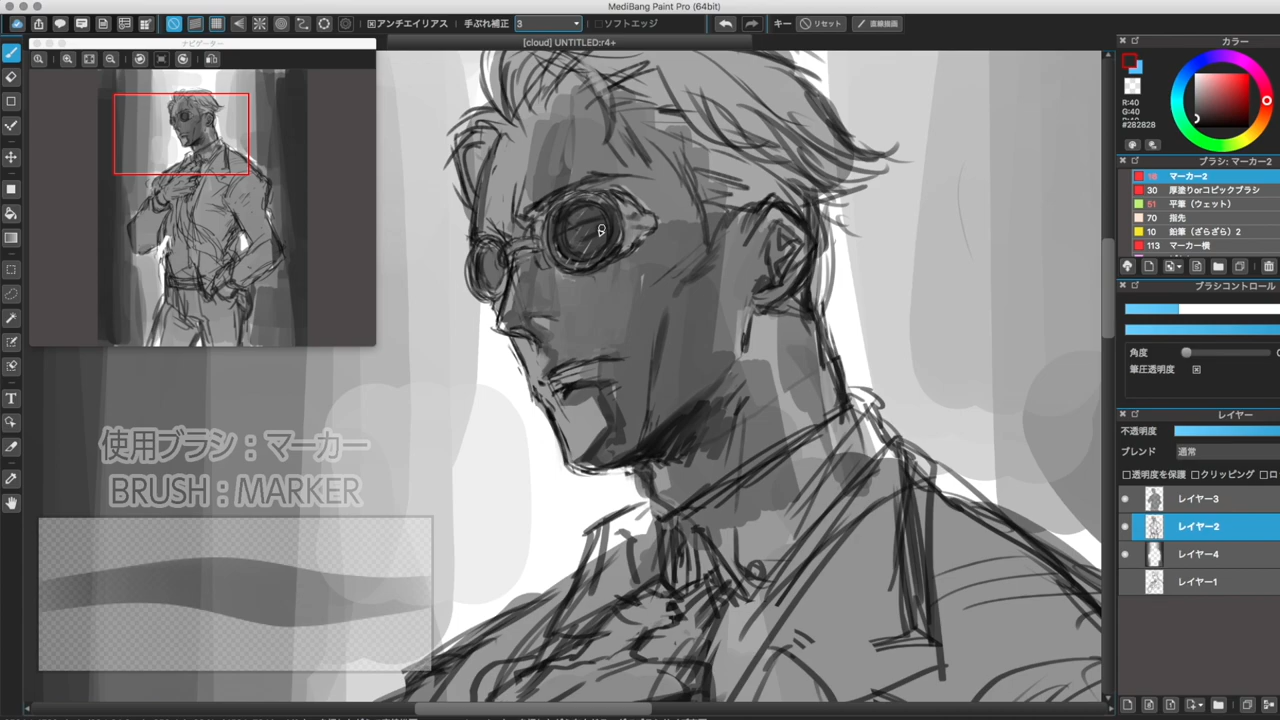 MediBang Paint Pro (64bit)
アンチエイリアス
手ぶれ補正
3
ソフトエッジ
キー
リセット
直線描画
ナビゲーター
[cloud] UNTITLED:r4+
カラー
R:40
G:40
#282828
ブラシ: マーカー2
マーカー2
30 厚塗りorコピックブラシ
51 平筆（ウェット）
70 指先
10 鉛筆（ざらざら）2
113 マーカー横
ブラシコントロール
角度
筆圧透明度
レイヤー
不透明度
ブレンド
通常
透明度を保護
クリッピング
レイヤー3
レイヤー2
レイヤー4
レイヤー1
使用ブラシ：マーカー
BRUSH : MARKER